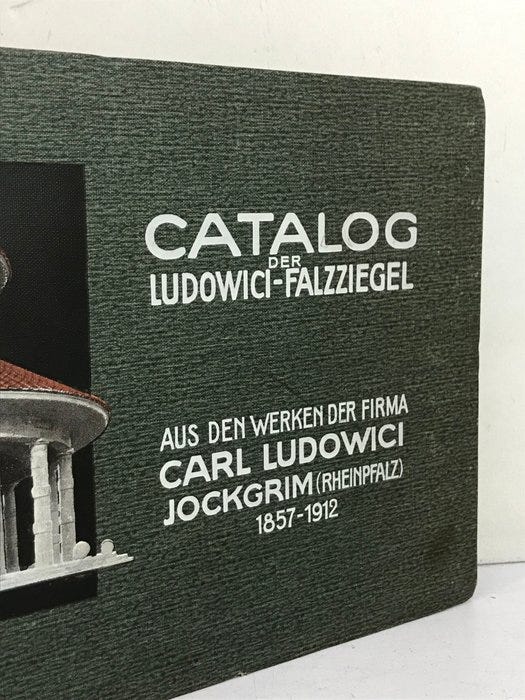 CATALOG
DER
LUDOWICI-FALZZIEGEL
AUS DEN WERKEN DER FIRMA
CARL LUDOWICI
JOCKGRIM (RHEINPFALZ)
1857-1912